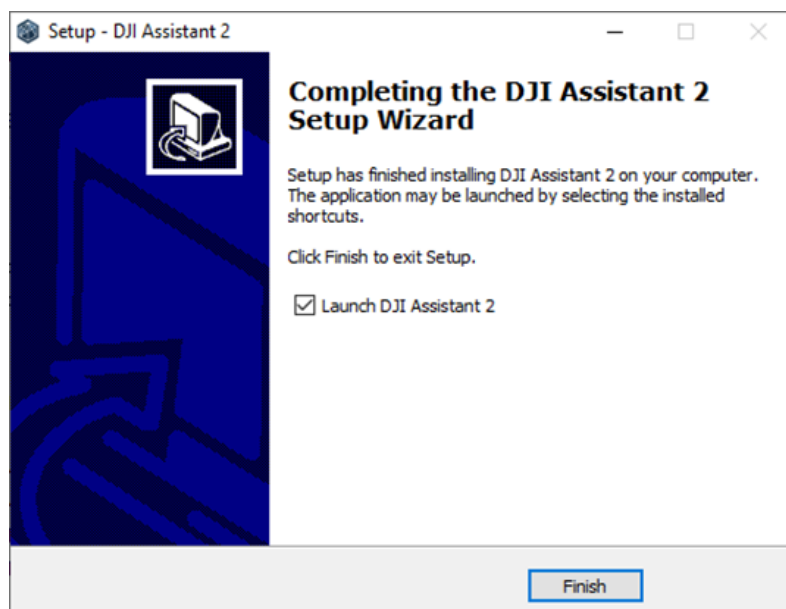 Setup - DJI Assistant 2
Completing the DJI Assistant 2
Setup Wizard
Setup has finished installing DJI Assistant 2 on your computer.
The application may be launched by selecting the installed
shortcuts.
Click Finish to exit Setup.
Launch DJI Assistant 2
Finish